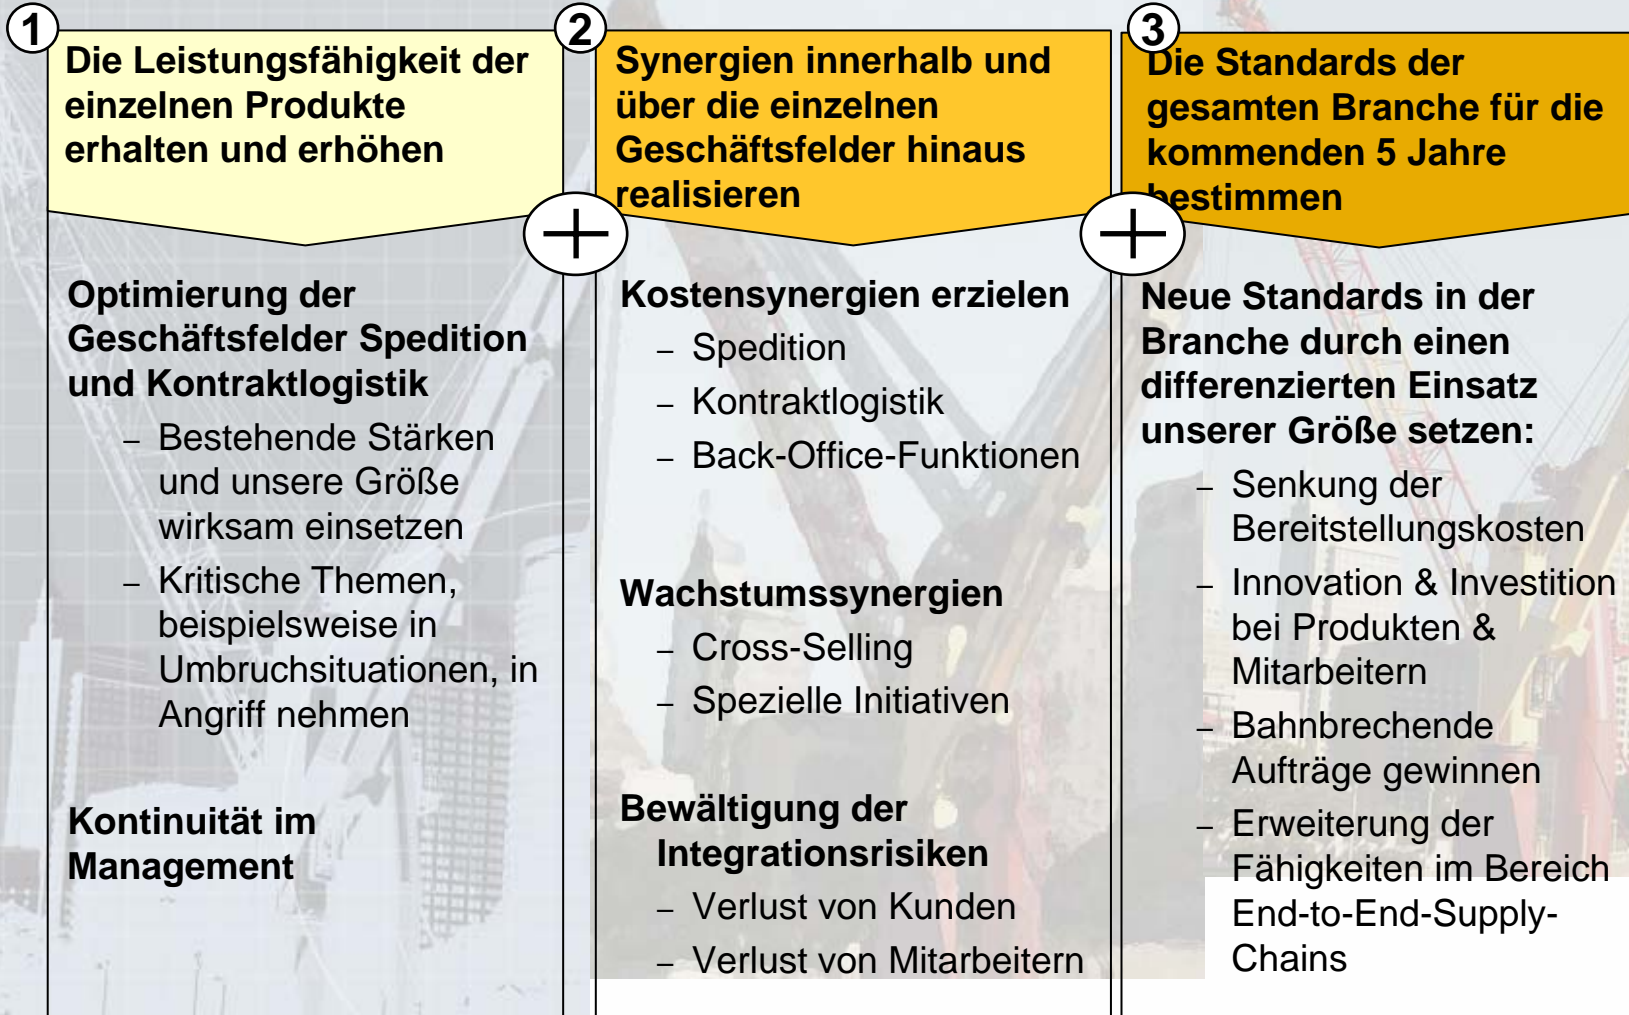 1
Die Leistungsfähigkeit der
einzelnen Produkte
erhalten und erhöhen
Optimierung der
Geschäftsfelder Spedition
und Kontraktlogistik
– Bestehende Stärken
und unsere Größe
wirksam einsetzen
– Kritische Themen,
beispielsweise in
Umbruchsituationen, in
Angriff nehmen
Kontinuität im
Management
2
Synergien innerhalb und
über die einzelnen
Geschäftsfelder hinaus
realisieren
Kostensynergien erzielen
– Spedition
– Kontraktlogistik
– Back-Office-Funktionen
Wachstumssynergien
– Cross-Selling
– Spezielle Initiativen
Bewältigung der
Integrationsrisiken
– Verlust von Kunden
– Verlust von Mitarbeitern
3
Die Standards der
gesamten Branche für die
kommenden 5 Jahre
bestimmen
Neue Standards in der
Branche durch einen
differenzierten Einsatz
unserer Größe setzen:
– Senkung der
Bereitstellungskosten
– Innovation & Investition
bei Produkten &
Mitarbeitern
– Bahnbrechende
Aufträge gewinnen
– Erweiterung der
Fähigkeiten im Bereich
End-to-End-Supply-
Chains